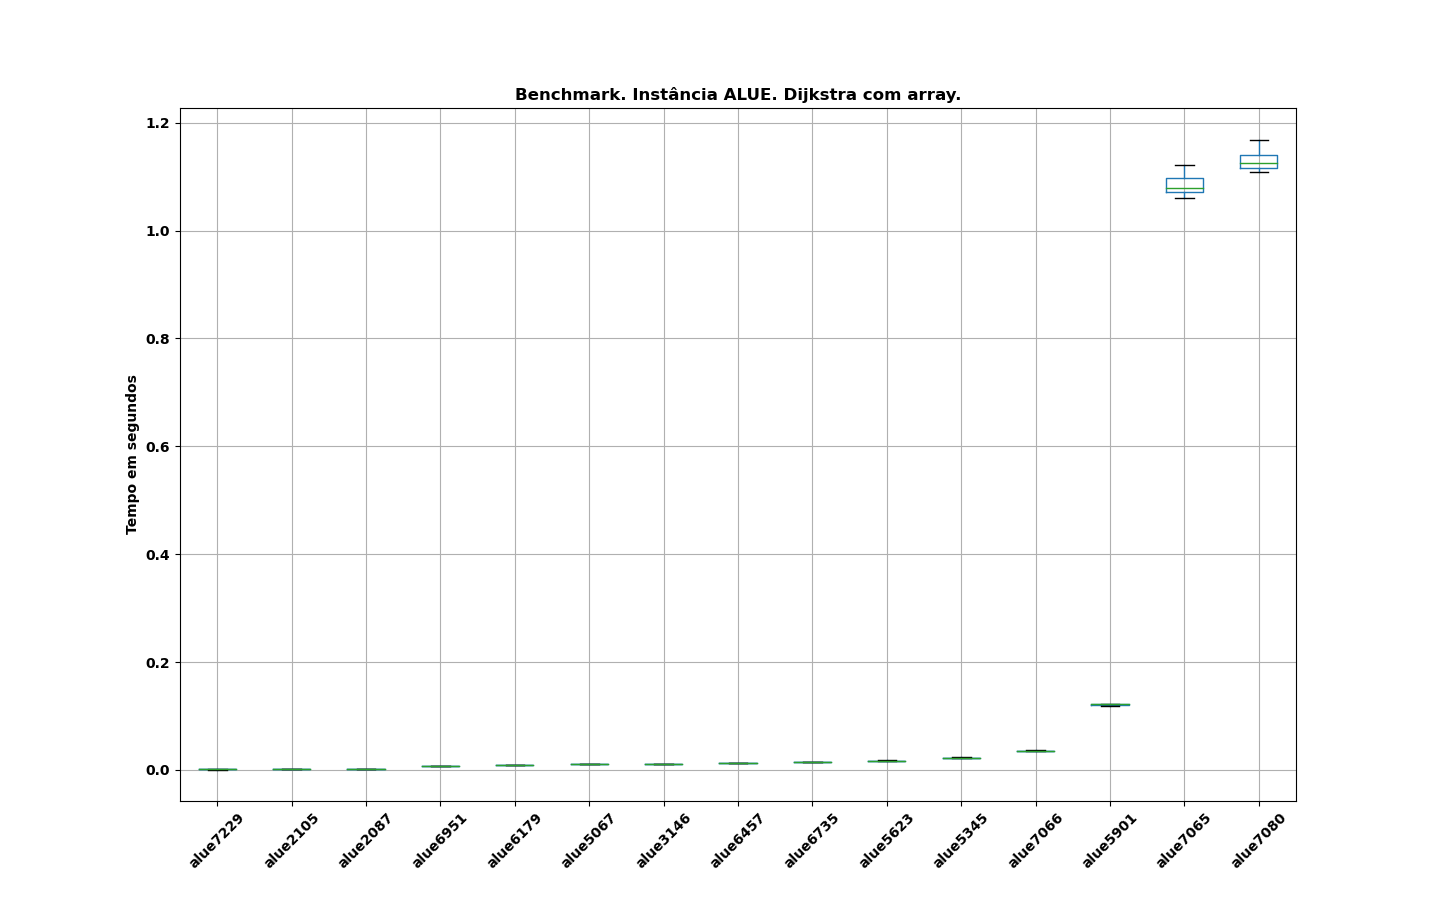 Benchmark. Instância ALUE. Dijkstra com array.
Tempo em segundos
1.2
1.0
0.8
0.6
0.4
0.2
0.0
alue7229
alue2105
alue2087
alue6951
alue6179
alue5067
alue3146
alue6457
alue6735
alue5623
alue5345
alue7066
alue5901
alue7065
alue7080